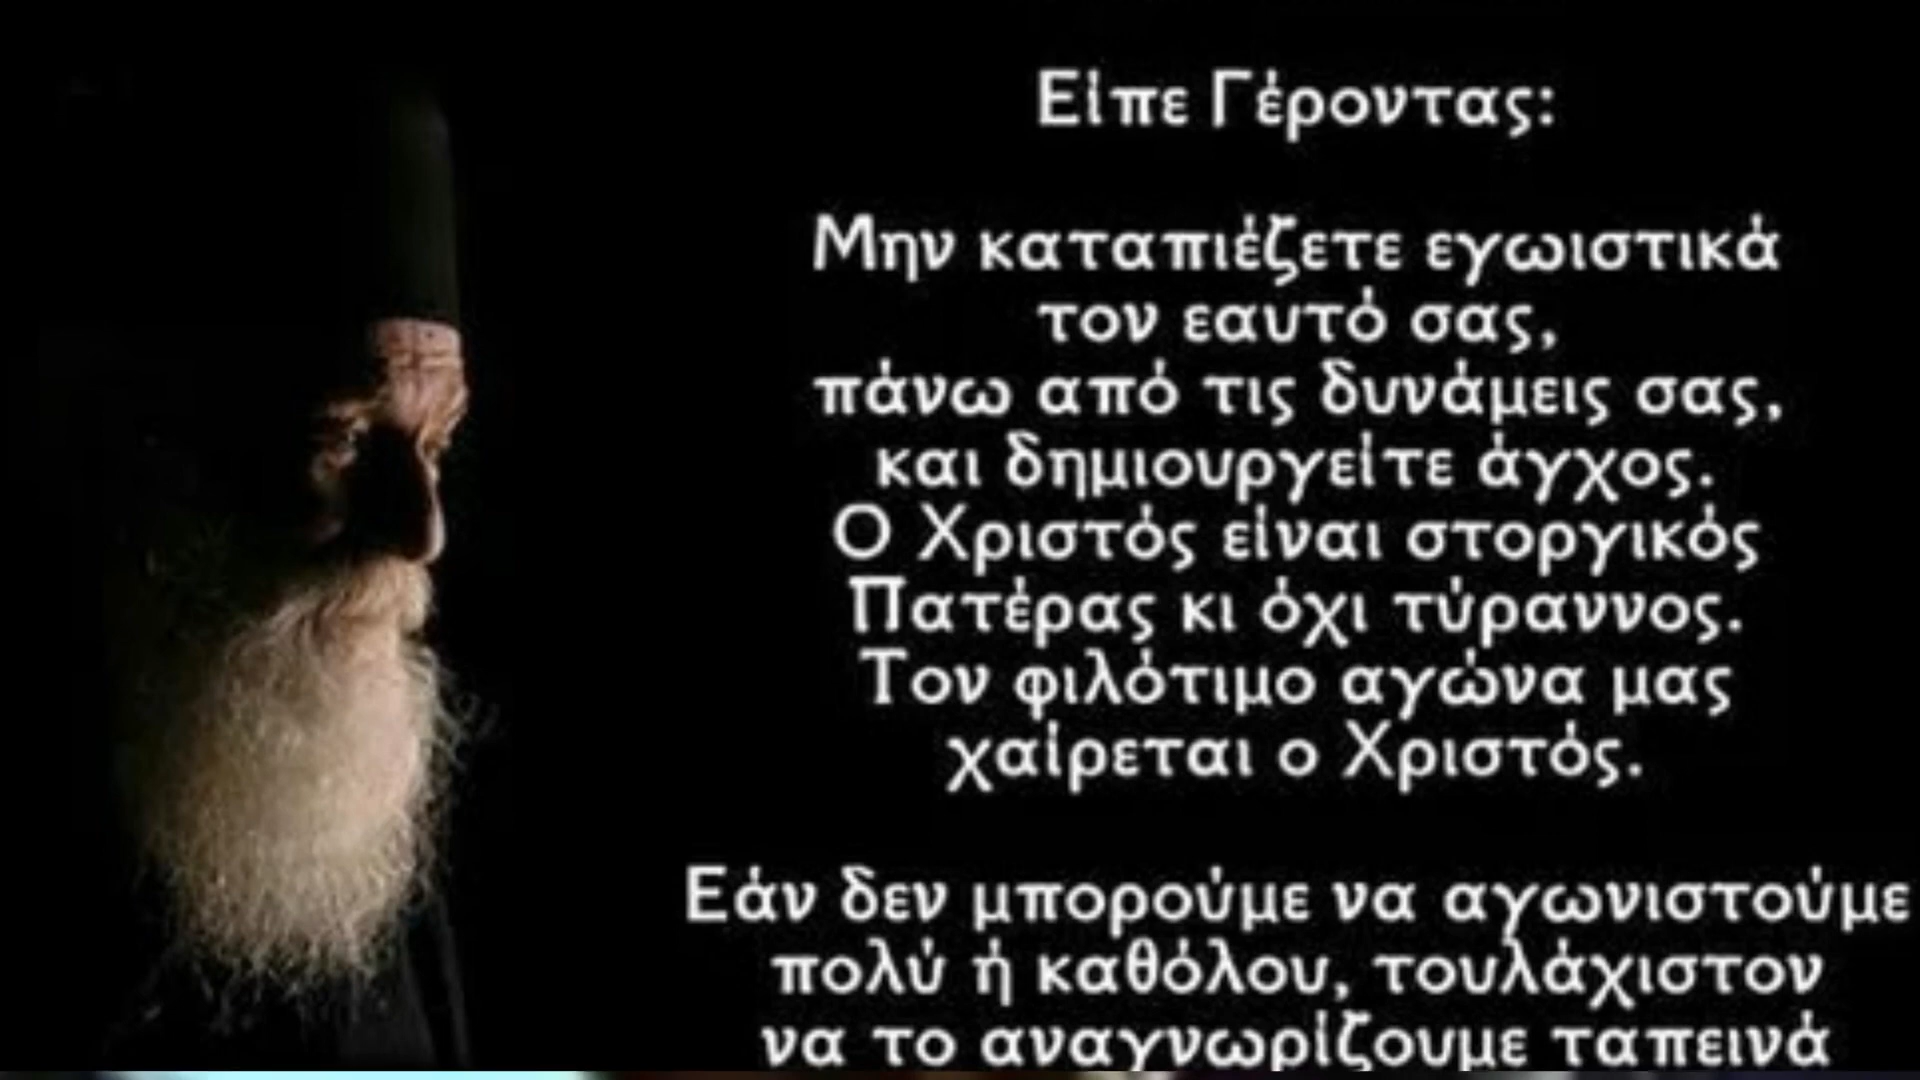 Είπε Γέροντας:
Μην καταπιέζετε εγωιστικά
τον εαυτό σας,
πάνω από τις δυνάμεις σας,
και δημιουργείτε άγχος.
Ο Χριστός είναι στοργικός
Πατέρας κι όχι τύραννος.
Τον φιλότιμο αγώνα μας
χαίρεται ο Χριστός.
Εάν δεν μπορούμε να αγωνιστούμε
πολύ ή καθόλου, τουλάχιστον
να το αναγνωρίζουμε ταπεινά